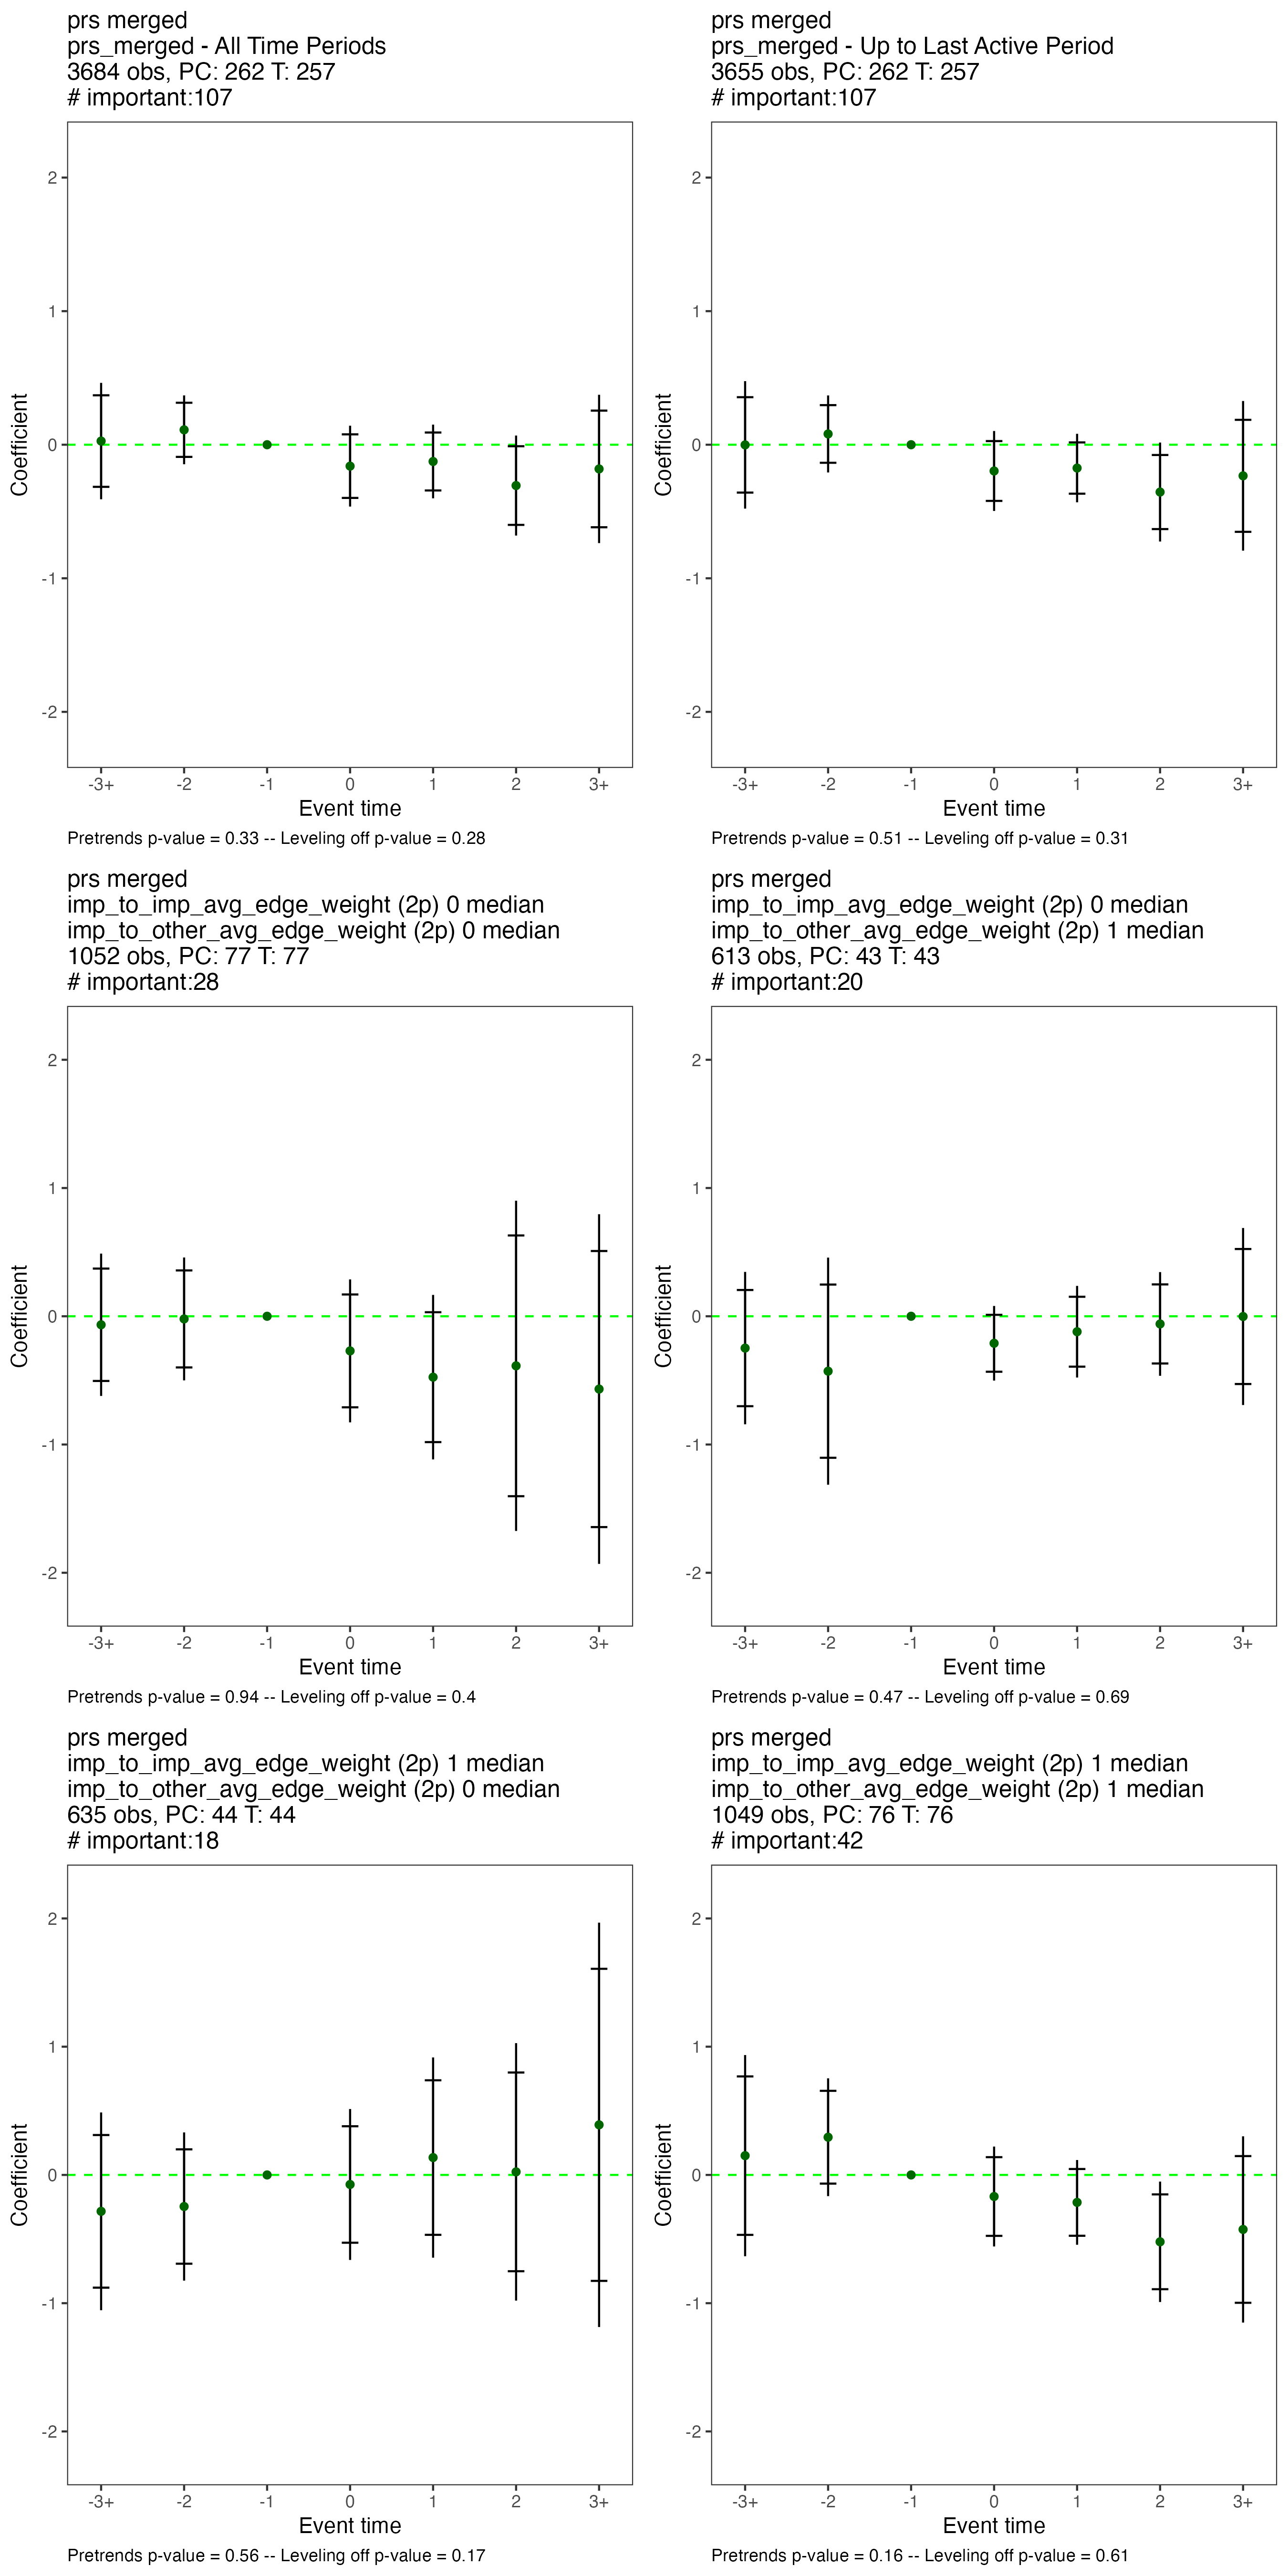 prs merged
prs_merged - All Time Periods
3684 obs, PC: 262 T: 257
# important:107
Coefficient
2
1
0
-1
-2
-3+ -2 -1 0 1 2 3+
Event time
Pretrends p-value = 0.33 -- Leveling off p-value = 0.28
prs merged
prs_merged - Up to Last Active Period
3655 obs, PC: 262 T: 257
# important:107
Coefficient
2
1
0
-1
-2
-3+ -2 -1 0 1 2 3+
Event time
Pretrends p-value = 0.51 -- Leveling off p-value = 0.31
prs merged
imp_to_imp_avg_edge_weight (2p) 0 median
imp_to_other_avg_edge_weight (2p) 0 median
1052 obs, PC: 77 T: 77
# important:28
Coefficient
2
1
0
-1
-2
-3+ -2 -1 0 1 2 3+
Event time
Pretrends p-value = 0.94 -- Leveling off p-value = 0.4
prs merged
imp_to_imp_avg_edge_weight (2p) 0 median
imp_to_other_avg_edge_weight (2p) 1 median
613 obs, PC: 43 T: 43
# important:20
Coefficient
2
1
0
-1
-2
-3+ -2 -1 0 1 2 3+
Event time
Pretrends p-value = 0.47 -- Leveling off p-value = 0.69
prs merged
imp_to_imp_avg_edge_weight (2p) 1 median
imp_to_other_avg_edge_weight (2p) 0 median
635 obs, PC: 44 T: 44
# important:18
Coefficient
2
1
0
-1
-2
-3+ -2 -1 0 1 2 3+
Event time
Pretrends p-value = 0.56 -- Leveling off p-value = 0.17
prs merged
imp_to_imp_avg_edge_weight (2p) 1 median
imp_to_other_avg_edge_weight (2p) 1 median
1049 obs, PC: 76 T: 76
# important:42
Coefficient
2
1
0
-1
-2
-3+ -2 -1 0 1 2 3+
Event time
Pretrends p-value = 0.16 -- Leveling off p-value = 0.61